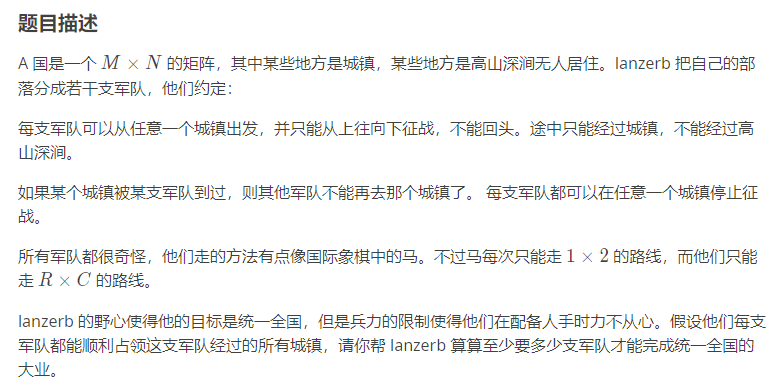 题目描述
A 国是一个 M × N 的矩阵，其中某些地方是城镇，某些地方是高山深涧无人居住。lanzerb 把自己的部
落分成若干支军队，他们约定：
每支军队可以从任意一个城镇出发，并只能从上往向下征战，不能回头。途中只能经过城镇，不能经过高
山深涧。
如果某个城镇被某支军队到过，则其他军队不能再去那个城镇了。 每支军队都可以在任意一个城镇停止征
战。
所有军队都很奇怪，他们走的方法有点像国际象棋中的马。不过马每次只能走 1 × 2 的路线，而他们只能
走 R × C 的路线。
lanzerb 的野心使得他的目标是统一全国，但是兵力的限制使得他们在配备人手时力不从心。假设他们每支
军队都能顺利占领这支军队经过的所有城镇，请你帮 lanzerb 算算至少要多少支军队才能完成统一全国的
大业。